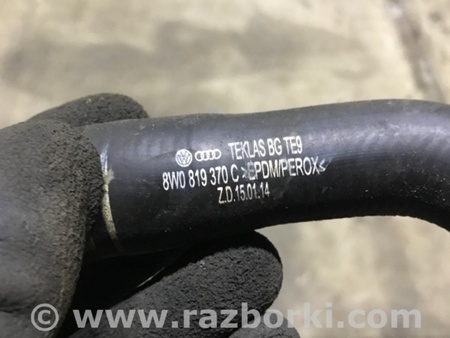 TEKLAS BG TE9
8W0 819 370 C >EPDM/PEROX<
Z.D.15.01.14
www.razborki.com